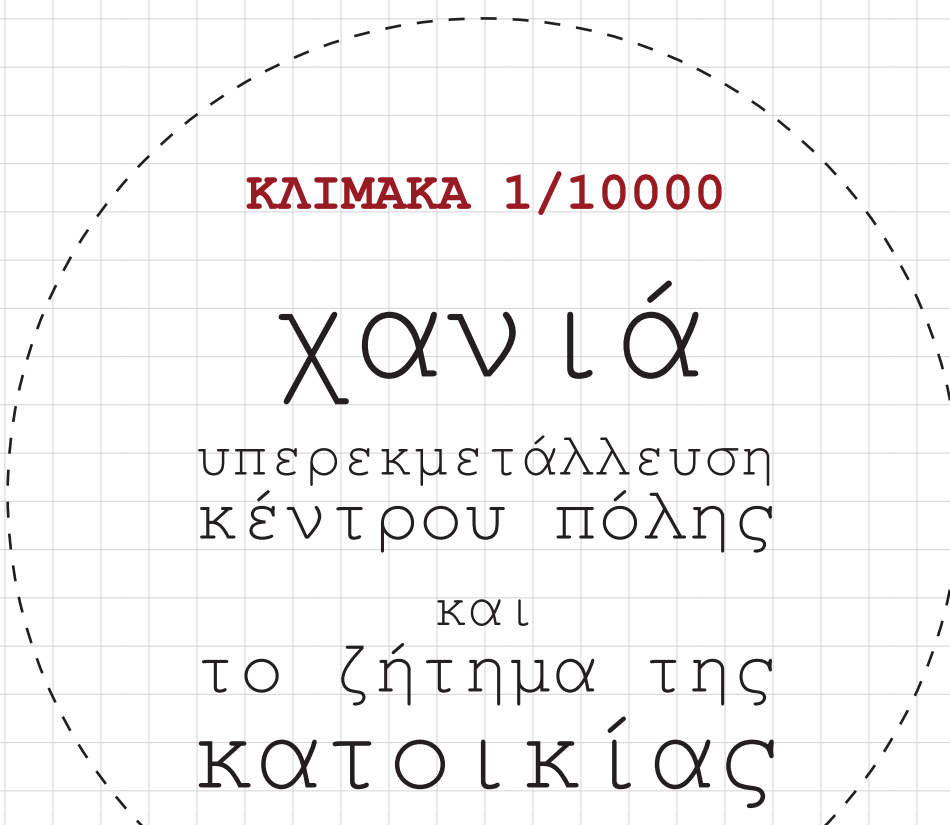 ΚΛΙΜΑΚΑ 1/10000
χανιά
υπερεκμετάλλευση
κέντρου πόλης
και
το ζήτημα της
κατοικίας